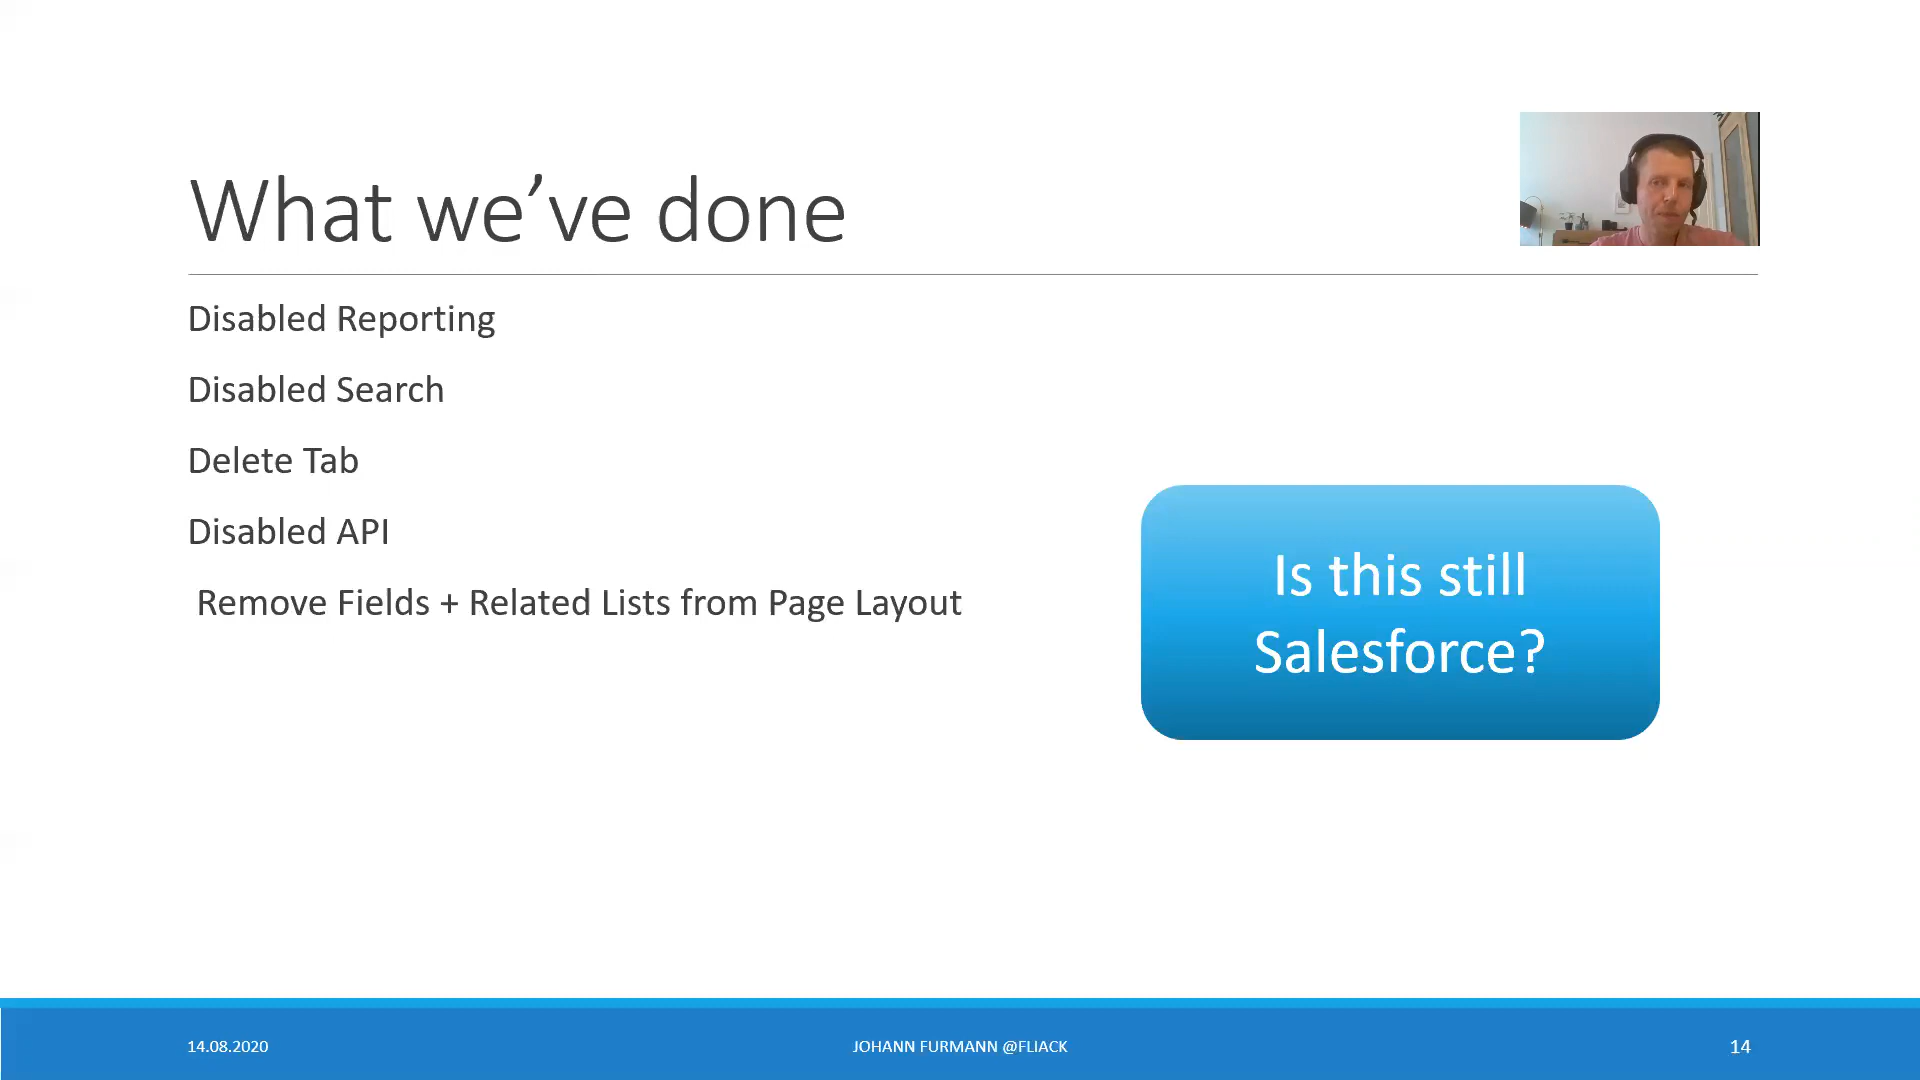 What we’ve done
Disabled Reporting
Disabled Search
Delete Tab
Disabled API
Remove Fields + Related Lists from Page Layout
Is this still
Salesforce?
14.08.2020
JOHANN FURMANN @FLIACK
14